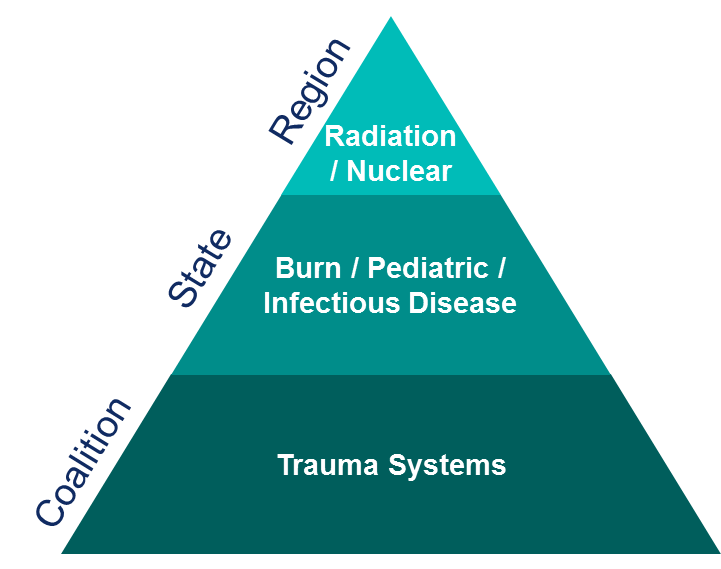 Region
Radiation
/ Nuclear
State
Burn / Pediatric /
Infectious Disease
Coalition
Trauma Systems